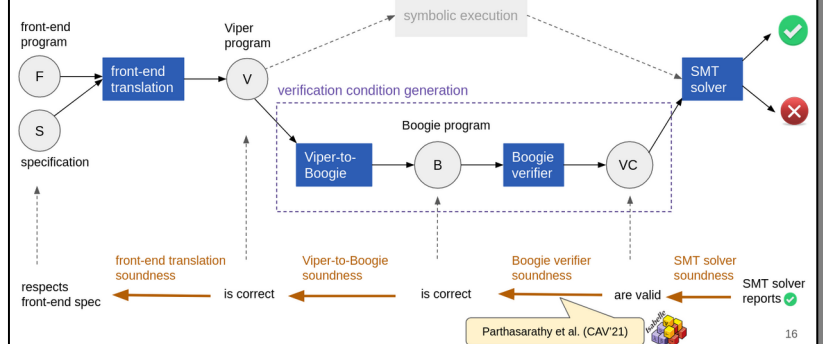 front-end
program
Viper
program
symbolic execution
F
front-end
translation
V
SMT
solver
verification condition generation
S
specification
Boogie program
Viper-to-
Boogie
B
Boogie
verifier
VC
front-end translation
soundness
Viper-to-Boogie
soundness
Boogie verifier
soundness
SMT solver
soundness
respects
front-end spec
is correct
is correct
are valid
SMT solver
reports
Parthasarathy et al. (CAV'21)
Isabelle
16